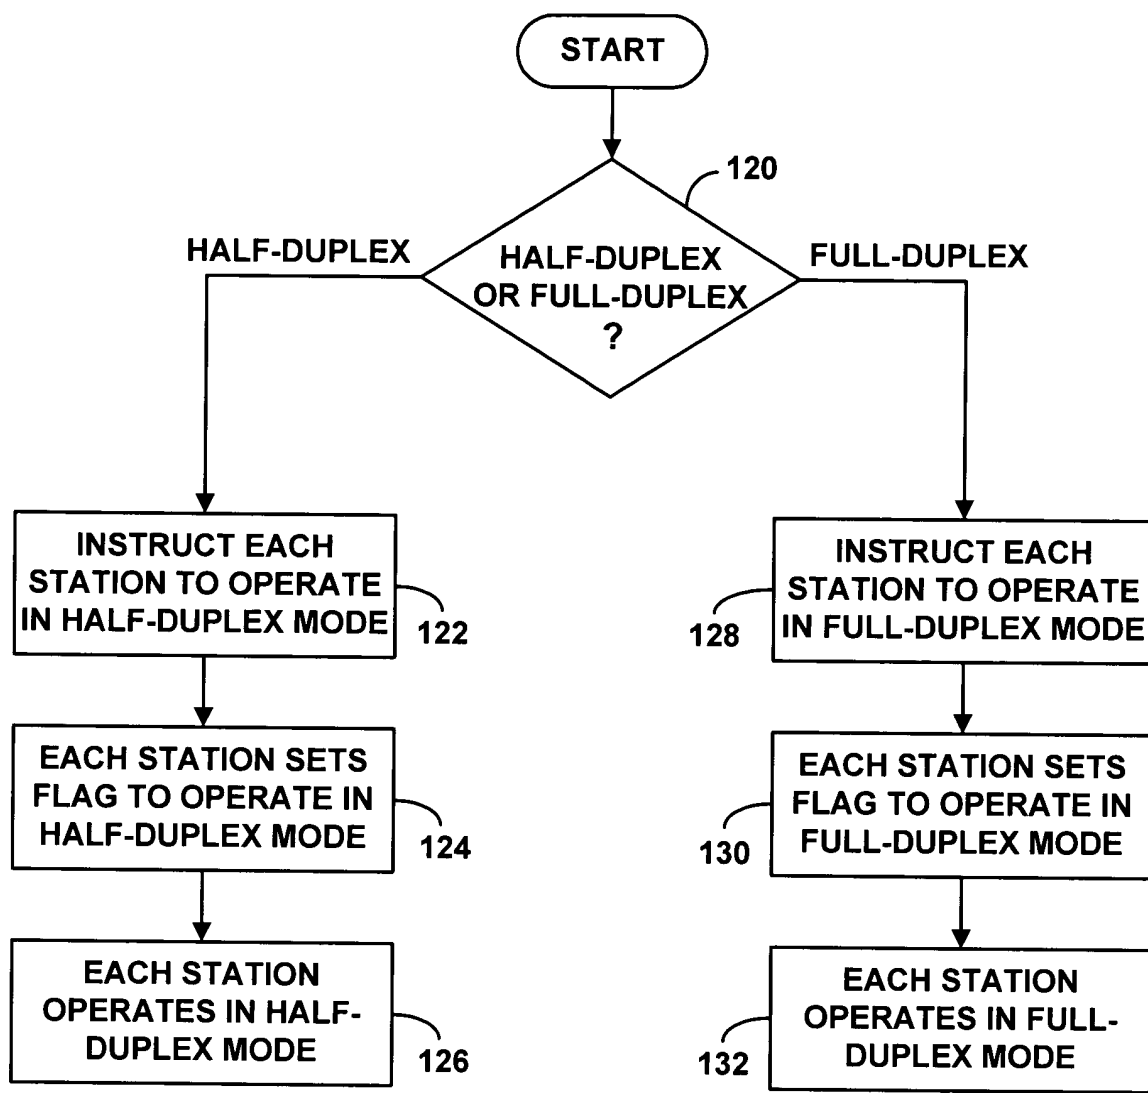 START
120
HALF-DUPLEX
HALF-DUPLEX
OR FULL-DUPLEX
?
FULL-DUPLEX
INSTRUCT EACH
STATION TO OPERATE
IN HALF-DUPLEX MODE
122
EACH STATION SETS
FLAG TO OPERATE IN
HALF-DUPLEX MODE
124
EACH STATION
OPERATES IN HALF-
DUPLEX MODE
126
INSTRUCT EACH
STATION TO OPERATE
IN FULL-DUPLEX MODE
128
EACH STATION SETS
FLAG TO OPERATE IN
FULL-DUPLEX MODE
130
EACH STATION
OPERATES IN FULL-
DUPLEX MODE
132